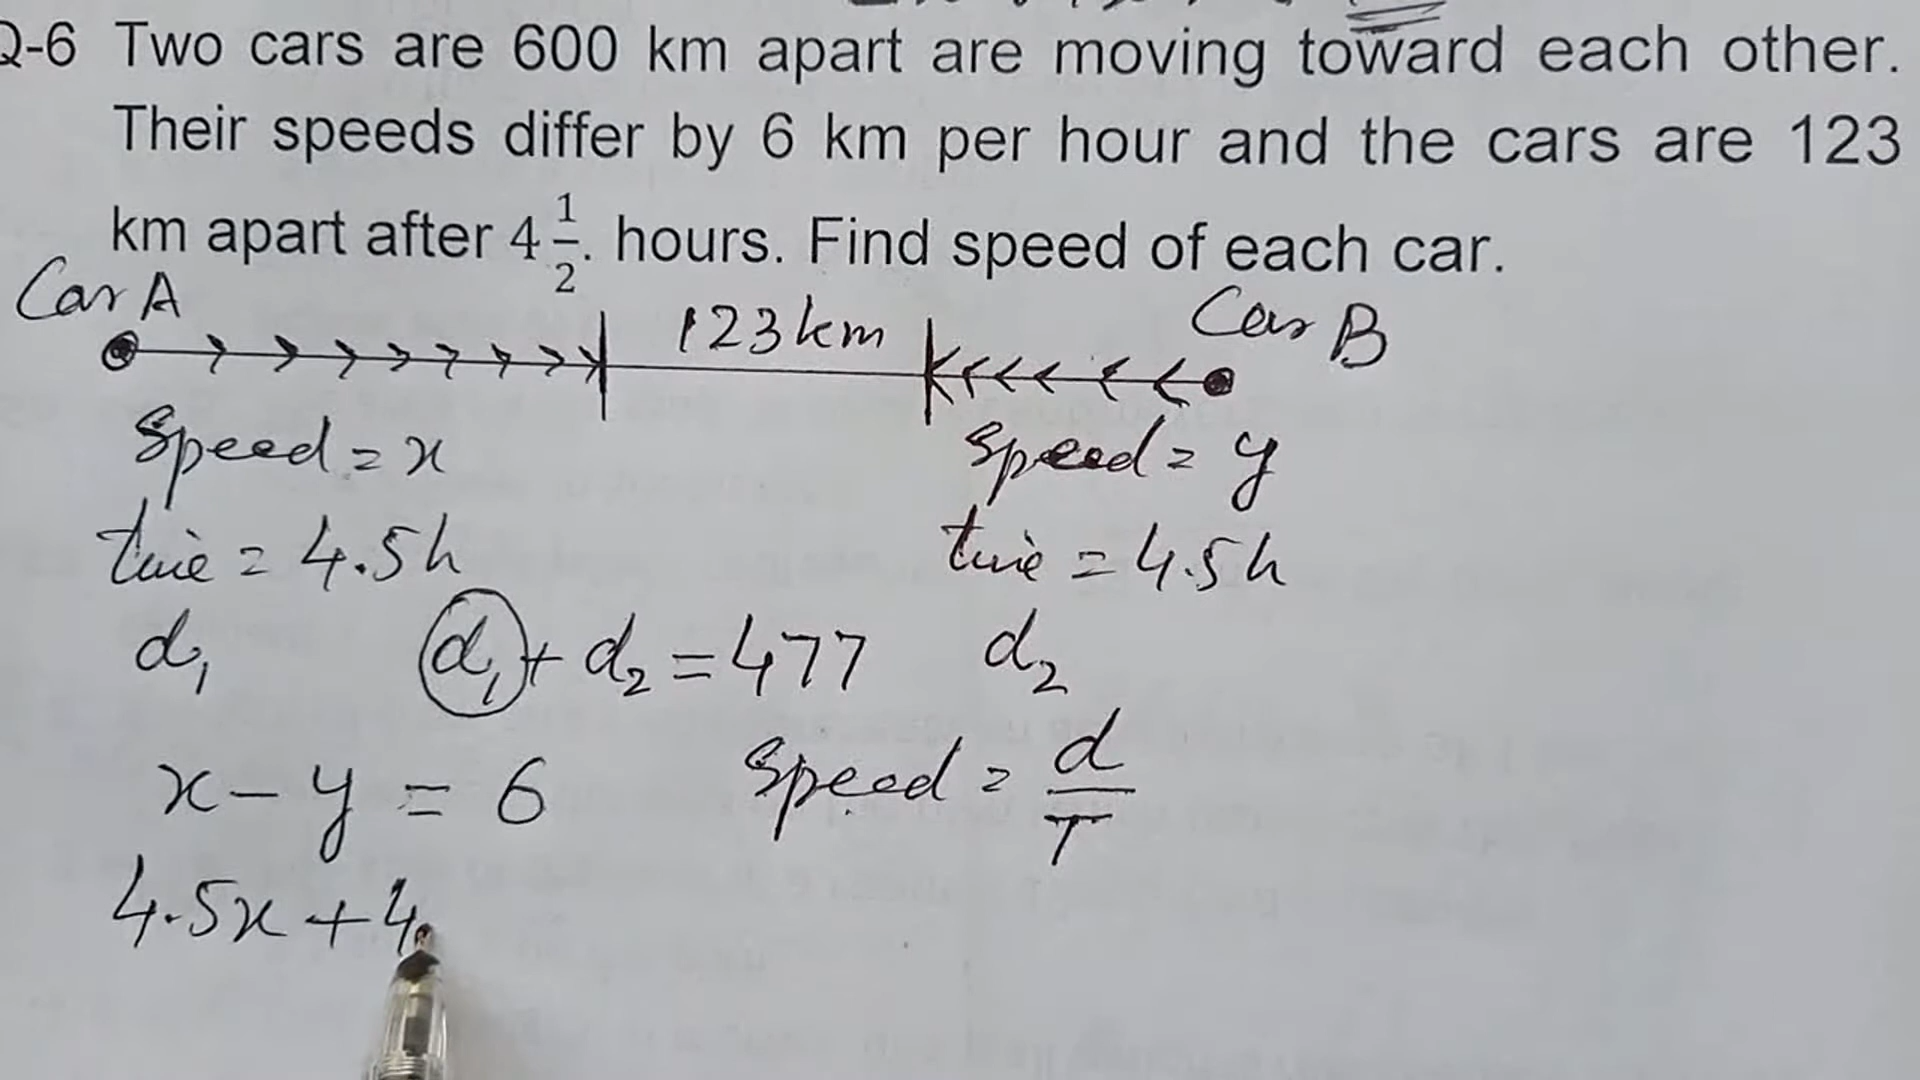 Q-6 Two cars are 600 km apart are moving toward each other.
Their speeds differ by 6 km per hour and the cars are 123
km apart after 4 1/2. hours. Find speed of each car.
Car A 123km Car B
Speed = x Speed = y
time = 4.5h time = 4.5h
d₁ d₁ + d₂ = 477 d₂
x - y = 6 Speed = d/T
4.5x + 4.